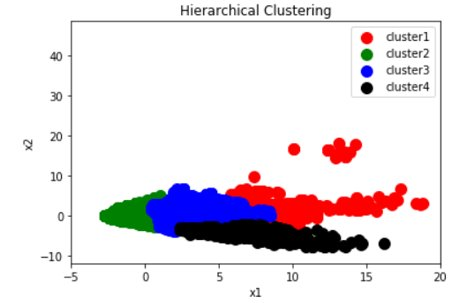 Hierarchical Clustering
cluster1
cluster2
cluster3
cluster4
x2
40
30
20
10
0
−10
−5
0
5
10
15
20
x1